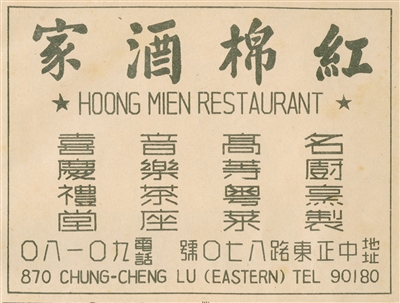 紅棉酒家
★ HOONG MIEN RESTAURANT ★
名廚烹製
高等粵菜
音樂茶座
喜慶禮堂
地址中正東路八七〇號 電話九〇一八〇
870 CHUNG-CHENG LU (EASTERN) TEL 90180